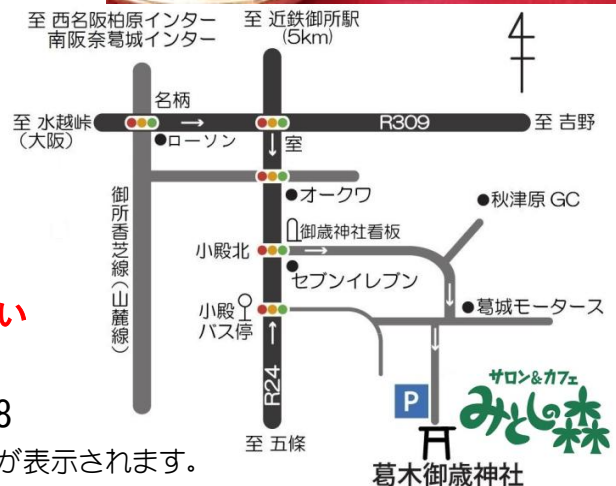 至 西名阪柏原インター
南阪奈葛城インター
至 近鉄御所駅
(5km)
4
名柄
至 水越峠
(大阪)
R309
至 吉野
●ローソン
室
●オークワ
●秋津原 GC
御所香芝線(山麓線)
御歳神社看板
小殿北
●セブンイレブン
い
小殿
バス停
●葛城モータース
R24
サロン&カフェ
みとしの森
P
8
至 五條
が表示されます。
葛木御歳神社